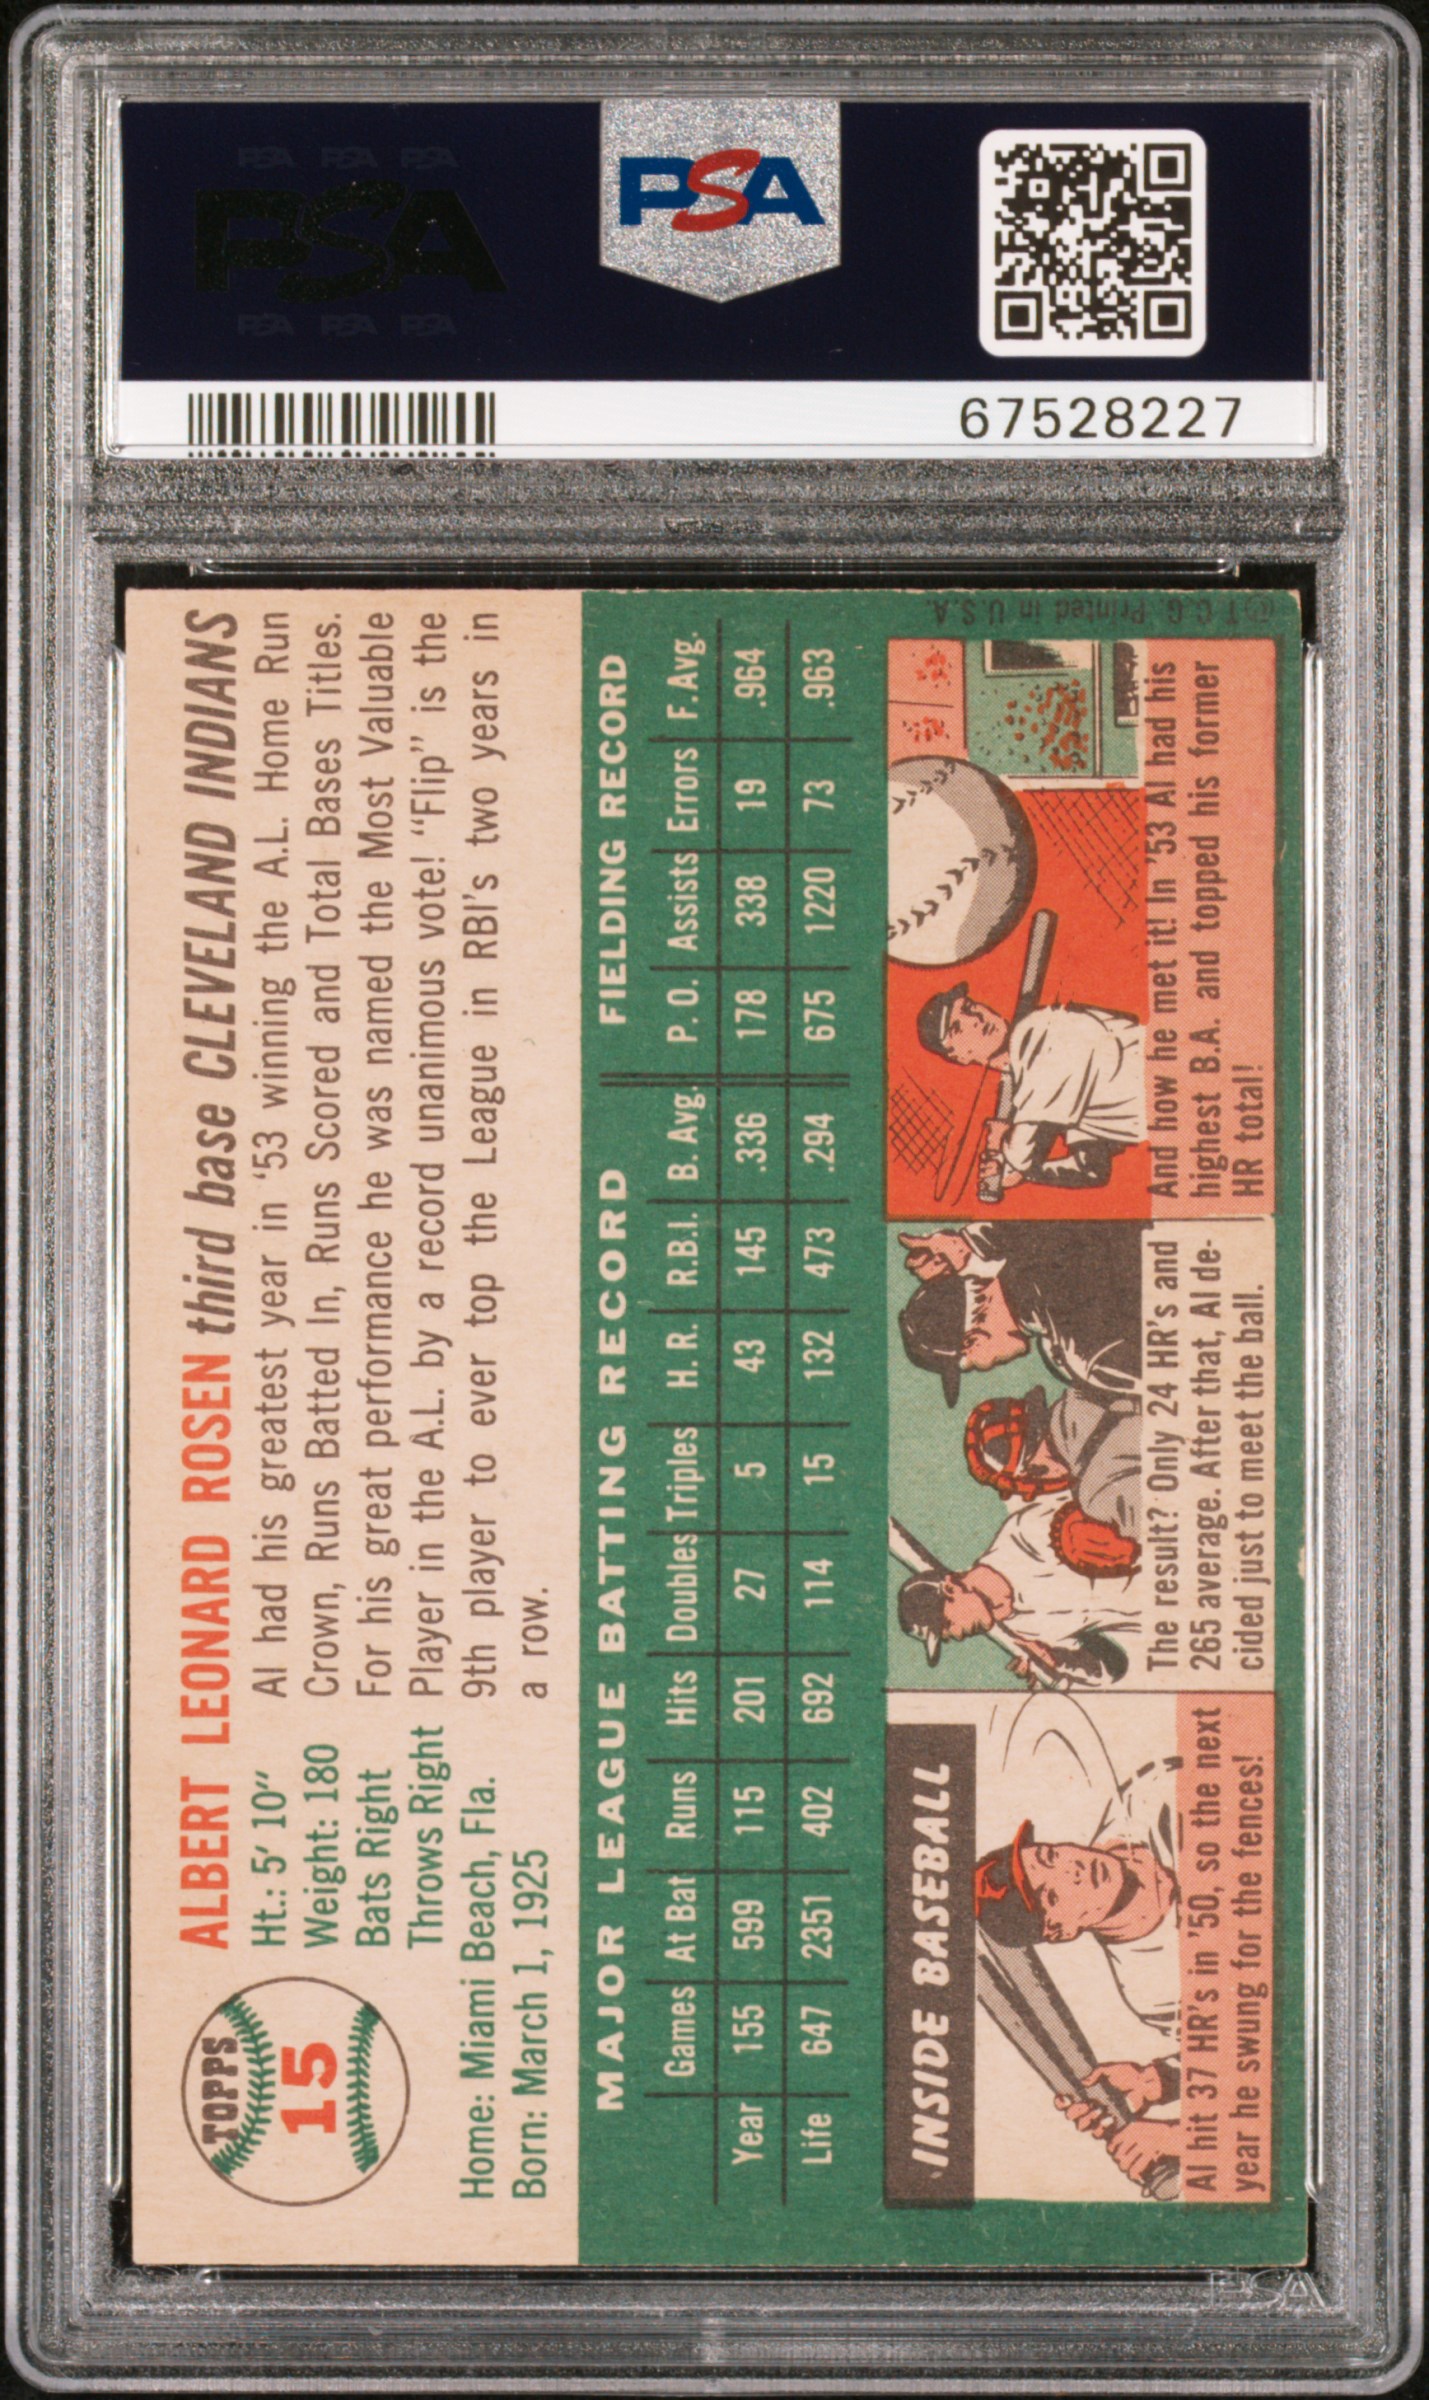 PSA PSA PSA
PSA
PSA PSA PSA
PSA
67528227
TOPPS
15
ALBERT LEONARD ROSEN third base CLEVELAND INDIANS
Ht.: 5' 10"
Weight: 180
Bats Right
Throws Right
Home: Miami Beach, Fla.
Born: March 1, 1925
Al had his greatest year in '53 winning the A.L. Home Run
Crown, Runs Batted In, Runs Scored and Total Bases Titles.
For his great performance he was named the Most Valuable
Player in the A.L. by a record unanimous vote! "Flip" is the
9th player to ever top the League in RBI's two years in
a row.
MAJOR LEAGUE BATTING RECORD FIELDING RECORD
Games At Bat Runs Hits Doubles Triples H. R. R.B.I. B. Avg. P. O. Assists Errors F. Avg.
Year 155 599 115 201 27 5 43 145 .336 178 338 19 .964
Life 647 2351 402 692 114 15 132 473 .294 675 1220 73 .963
INSIDE BASEBALL
Al hit 37 HR's in '50, so the next
year he swung for the fences!
The result? Only 24 HR's and
265 average. After that, Al de-
cided just to meet the ball.
And how he met it! In '53 Al had his
highest B.A. and topped his former
HR total!
© T.C.G. Printed in U.S.A.
PSA